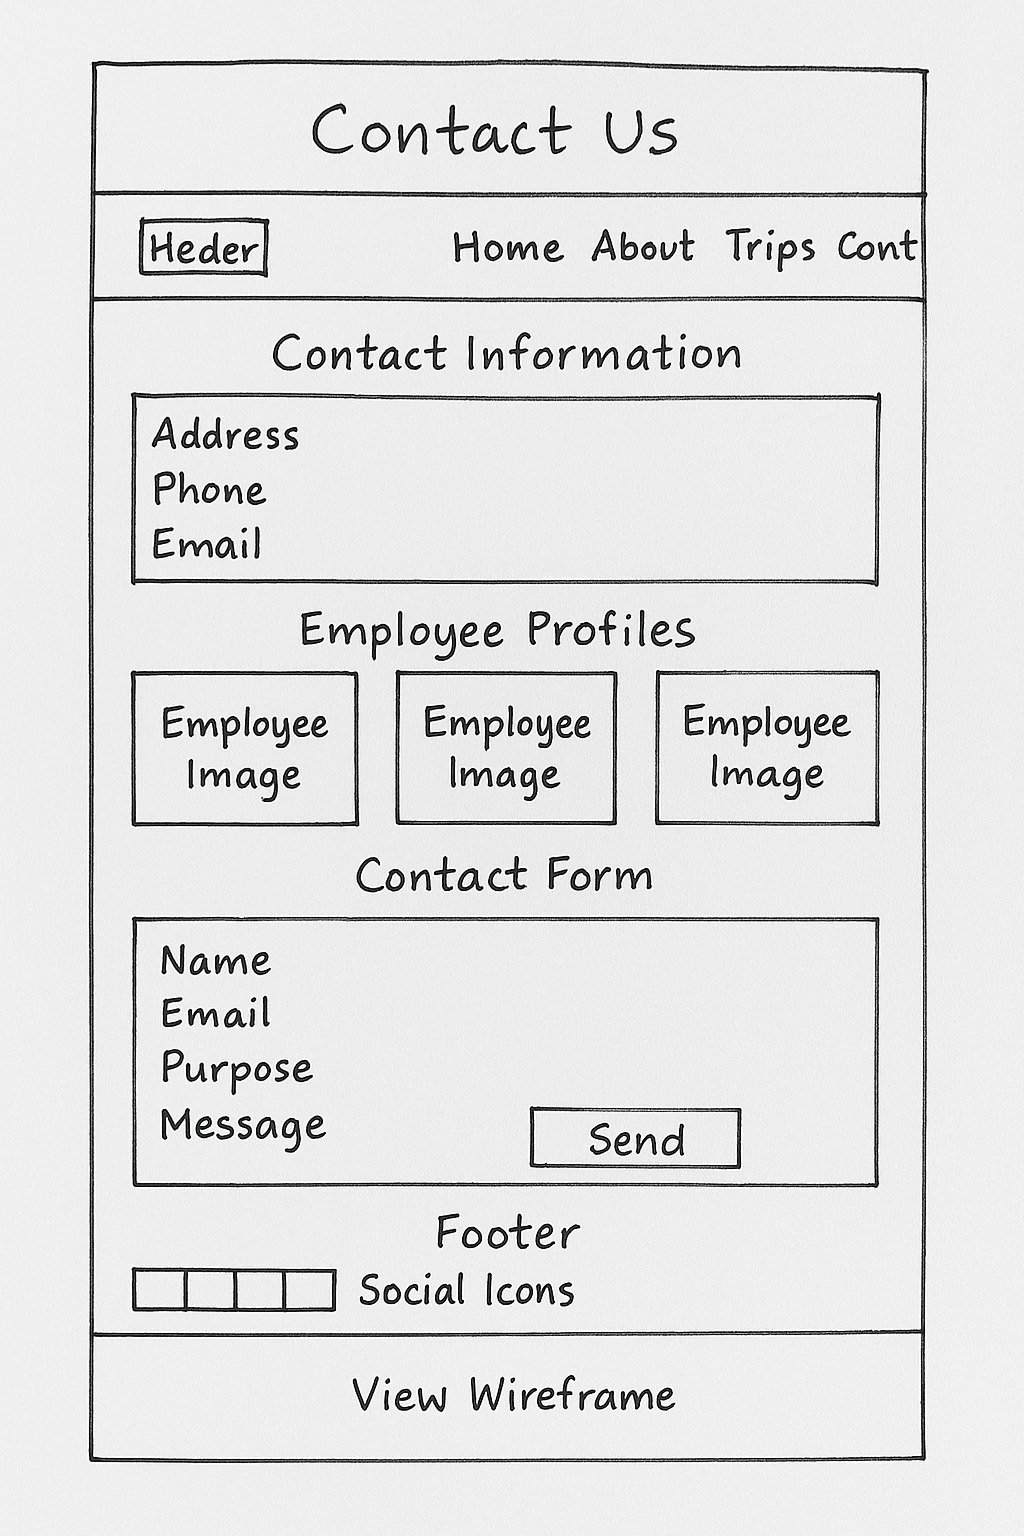 Contact Us
Heder Home About Trips Cont
Contact Information
Address
Phone
Email
Employee Profiles
Employee Employee Employee
Image Image Image
Contact Form
Name
Email
Purpose
Message
Send
Footer
Social Icons
View Wireframe